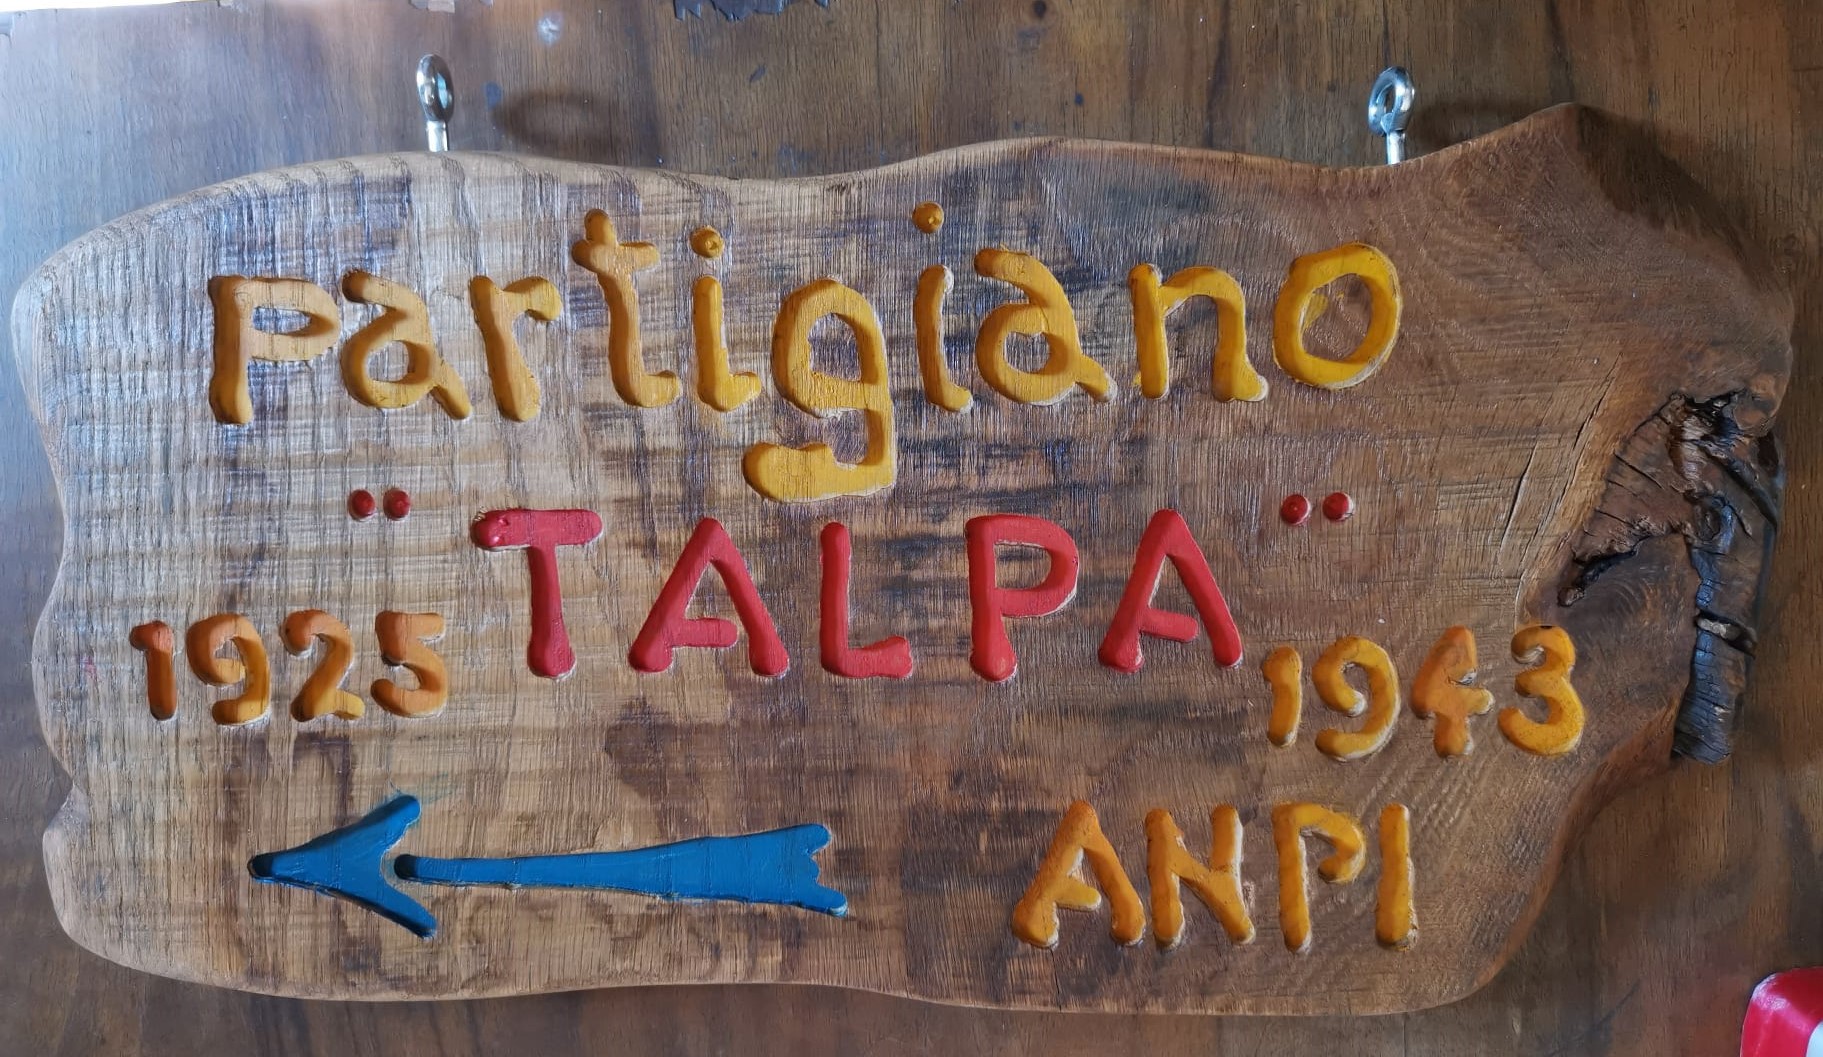 partigiano
¨TALPA¨
1925 1943
ANPI